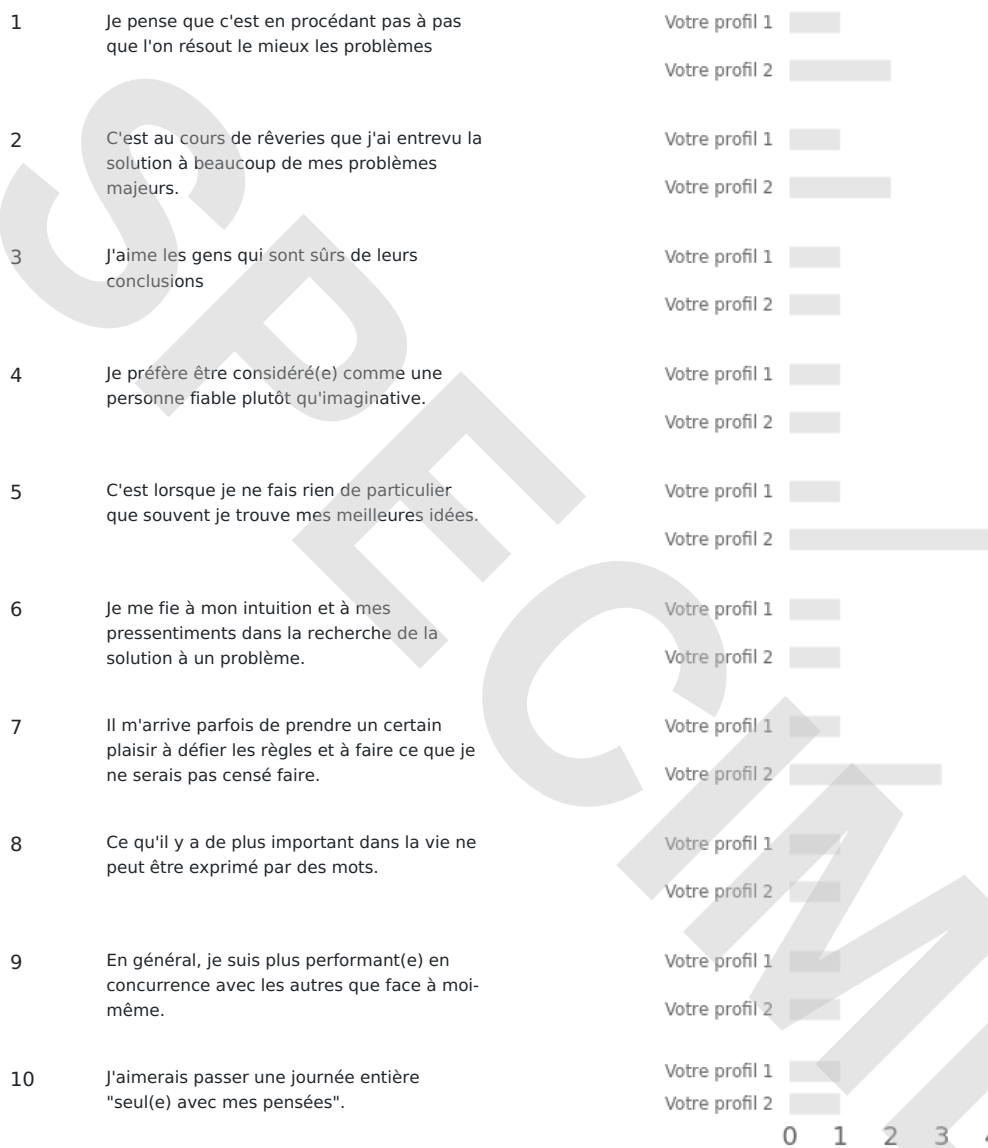 1
Je pense que c'est en procédant pas à pas
que l'on résout le mieux les problèmes
Votre profil 1
Votre profil 2
2
C'est au cours de rêveries que j'ai entrevu la
solution à beaucoup de mes problèmes
majeurs.
Votre profil 1
Votre profil 2
3
J'aime les gens qui sont sûrs de leurs
conclusions
Votre profil 1
Votre profil 2
4
Je préfère être considéré(e) comme une
personne fiable plutôt qu'imaginative.
Votre profil 1
Votre profil 2
5
C'est lorsque je ne fais rien de particulier
que souvent je trouve mes meilleures idées.
Votre profil 1
Votre profil 2
6
Je me fie à mon intuition et à mes
pressentiments dans la recherche de la
solution à un problème.
Votre profil 1
Votre profil 2
7
Il m'arrive parfois de prendre un certain
plaisir à défier les règles et à faire ce que je
ne serais pas censé faire.
Votre profil 1
Votre profil 2
8
Ce qu'il y a de plus important dans la vie ne
peut être exprimé par des mots.
Votre profil 1
Votre profil 2
9
En général, je suis plus performant(e) en
concurrence avec les autres que face à moi-
même.
Votre profil 1
Votre profil 2
10
J'aimerais passer une journée entière
"seul(e) avec mes pensées".
Votre profil 1
Votre profil 2
0 1 2 3
SPECIM